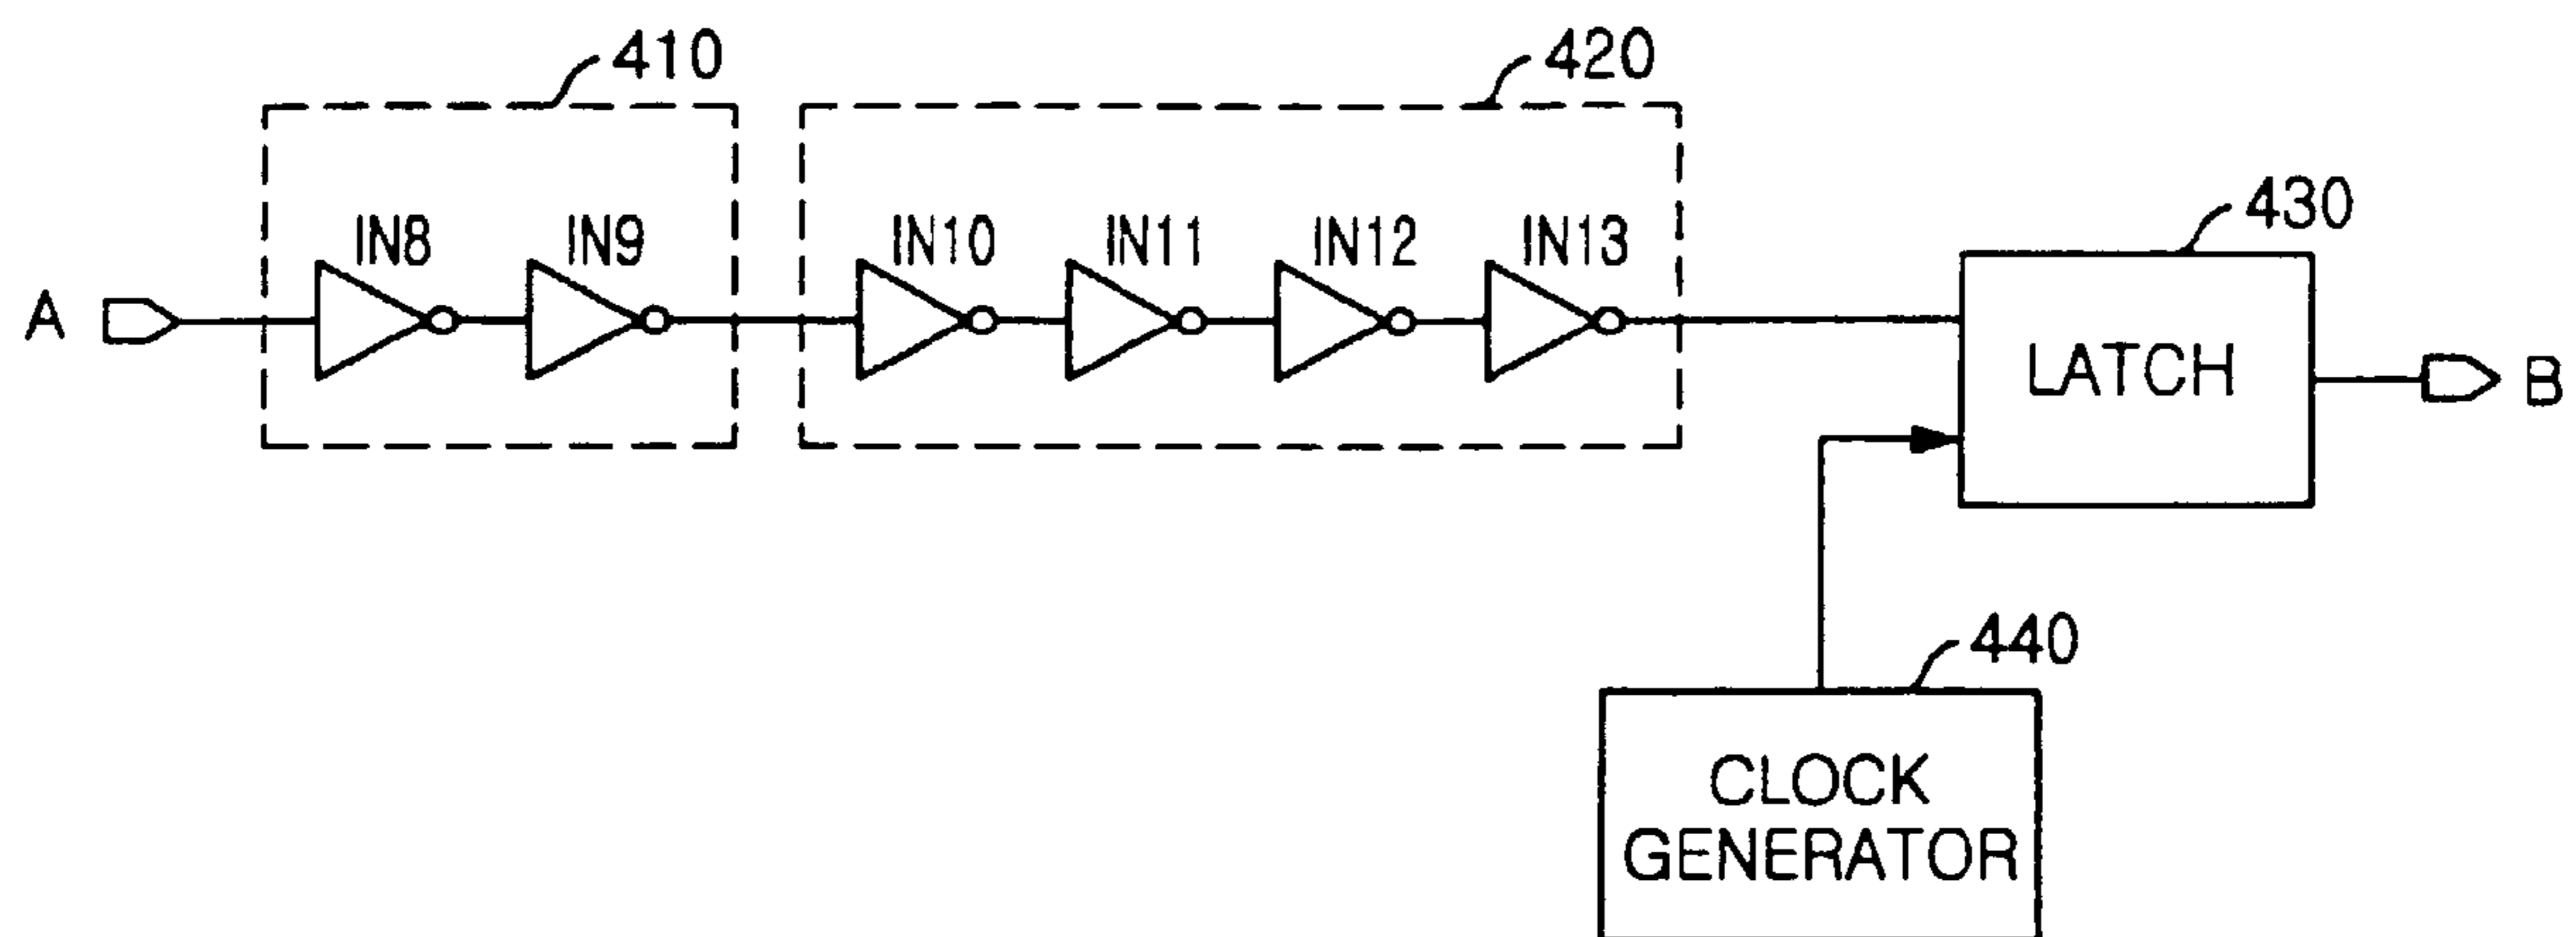 410
420
IN8
IN9
IN10
IN11
IN12
IN13
430
A
LATCH
B
440
CLOCK
GENERATOR